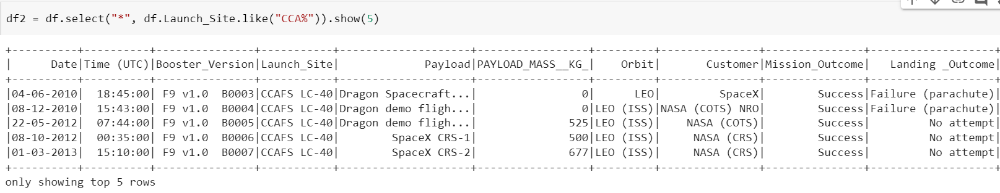 df2 = df.select("*", df.Launch_Site.like("CCA%")).show(5)
+----------+----------+---------------+-----------+--------------------+-----------------+---------+---------------+---------------+-------------------+
|      Date|Time (UTC)|Booster_Version|Launch_Site|             Payload|PAYLOAD_MASS__KG_|    Orbit|       Customer|Mission_Outcome|   Landing _Outcome|
+----------+----------+---------------+-----------+--------------------+-----------------+---------+---------------+---------------+-------------------+
|04-06-2010|  18:45:00| F9 v1.0  B0003|CCAFS LC-40|Dragon Spacecraft...|                0|      LEO|         SpaceX|        Success|Failure (parachute)|
|08-12-2010|  15:43:00| F9 v1.0  B0004|CCAFS LC-40|Dragon demo fligh...|                0|LEO (ISS)|NASA (COTS) NRO|        Success|Failure (parachute)|
|22-05-2012|  07:44:00| F9 v1.0  B0005|CCAFS LC-40|Dragon demo fligh...|              525|LEO (ISS)|    NASA (COTS)|        Success|         No attempt|
|08-10-2012|  00:35:00| F9 v1.0  B0006|CCAFS LC-40|        SpaceX CRS-1|              500|LEO (ISS)|     NASA (CRS)|        Success|         No attempt|
|01-03-2013|  15:10:00| F9 v1.0  B0007|CCAFS LC-40|        SpaceX CRS-2|              677|LEO (ISS)|     NASA (CRS)|        Success|         No attempt|
+----------+----------+---------------+-----------+--------------------+-----------------+---------+---------------+---------------+-------------------+
only showing top 5 rows